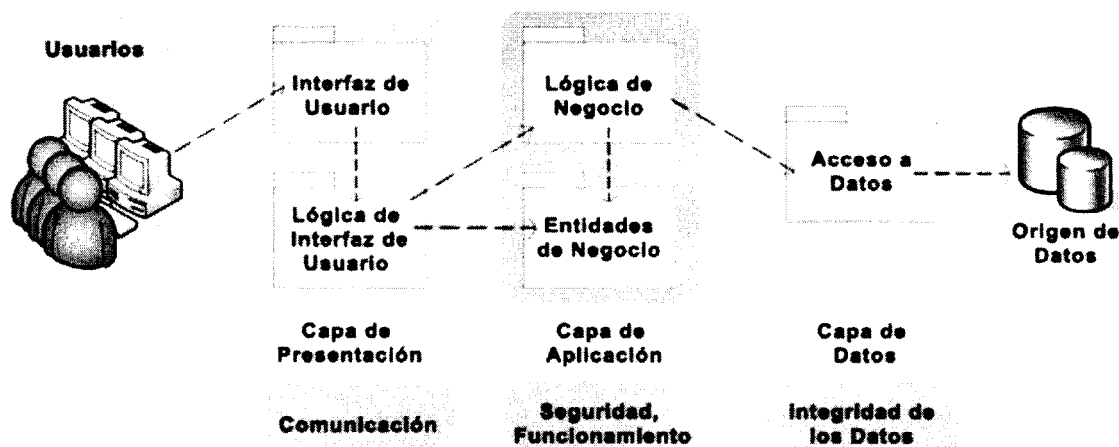 Usuarios
Interfaz de
Usuario
Lógica de
Interfaz de
Usuario
Lógica de
Negocio
Entidades
de Negocio
Acceso a
Datos
Origen de
Datos
Capa de
Presentación
Capa de
Aplicación
Capa de
Datos
Comunicación
Seguridad,
Funcionamiento
Integridad de
los Datos